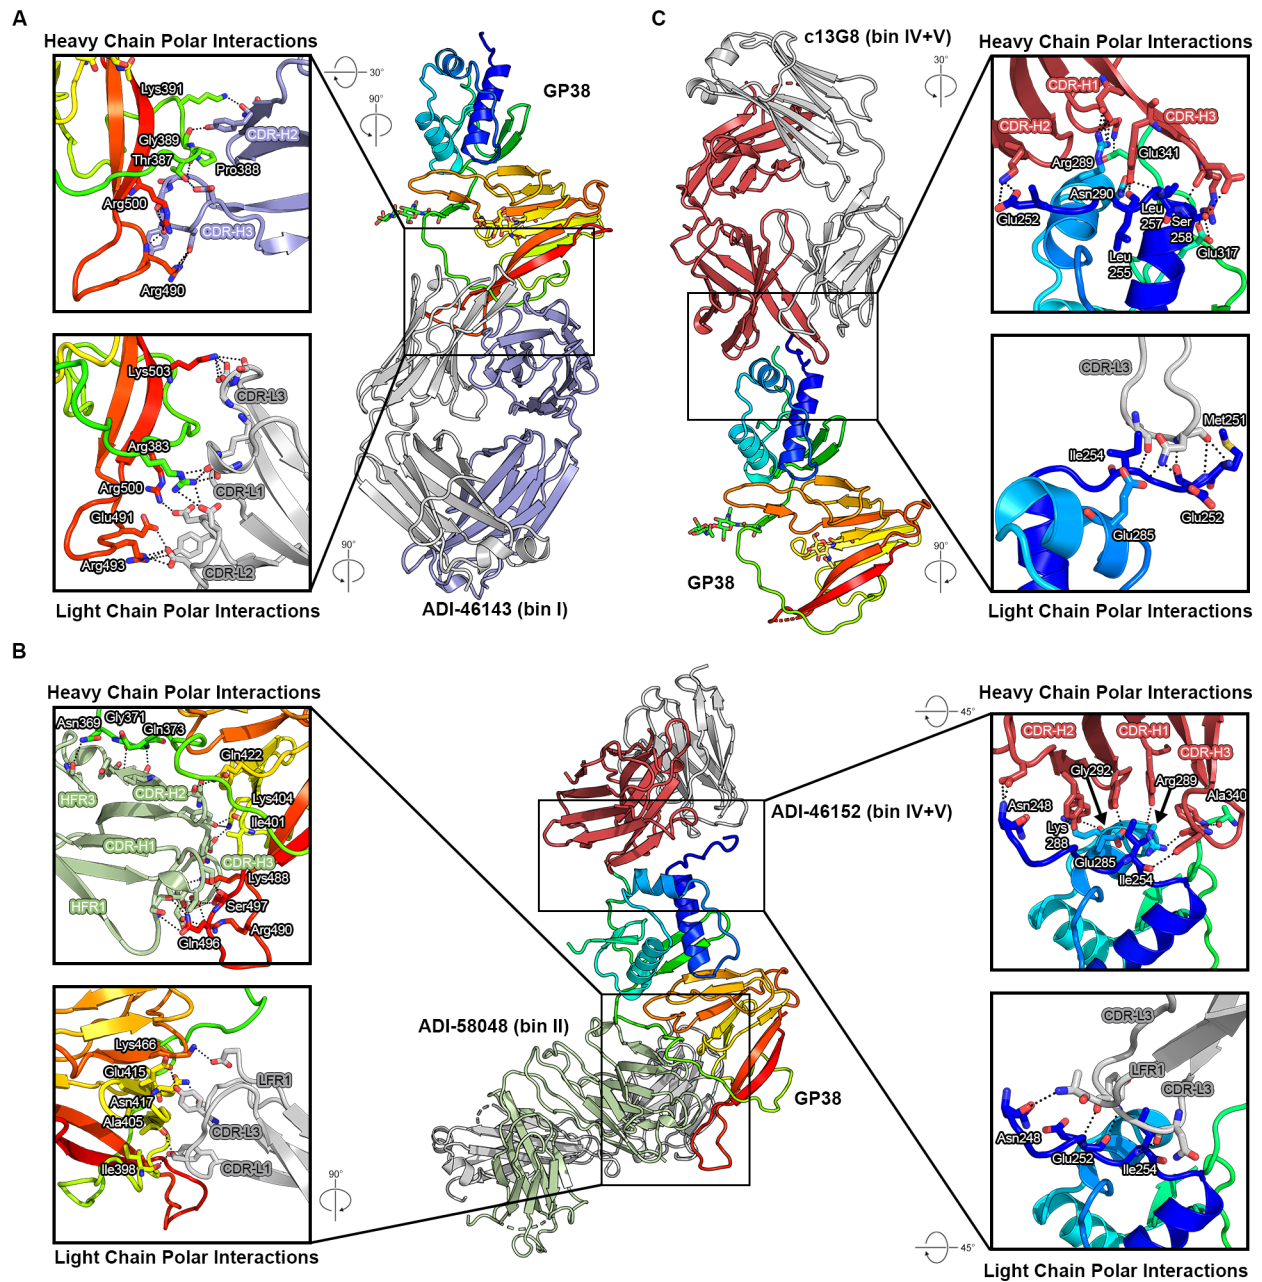 A
Heavy Chain Polar Interactions
Lys391
CDR-H2
Gly389
Thr387
Pro388
Arg500
CDR-H3
Arg490
30°
90°
GP38
Lys503
CDR-L3
Arg383
Arg500
CDR-L1
Glu491
Arg493
CDR-L2
Light Chain Polar Interactions
90°
ADI-46143 (bin I)
C
c13G8 (bin IV+V)
30°
Heavy Chain Polar Interactions
CDR-H1
CDR-H3
CDR-H2
Glu341
Arg289
Asn290
Glu252
Leu
257
Ser
258
Leu
255
Glu317
CDR-L3
Met251
Ile254
Glu252
Glu285
90°
GP38
Light Chain Polar Interactions
B
Heavy Chain Polar Interactions
Asn369
Gly371
Gln373
Gln422
HFR3
CDR-H2
Lys404
Ile401
CDR-H1
CDR-H3
Lys488
HFR1
Ser497
Arg490
Gln496
Lys466
Glu415
LFR1
Asn417
Ala405
CDR-L3
Ile398
CDR-L1
Light Chain Polar Interactions
90°
ADI-46152 (bin IV+V)
ADI-58048 (bin II)
GP38
45°
Heavy Chain Polar Interactions
CDR-H2
CDR-H1
CDR-H3
Gly292
Arg289
Asn248
Ala340
Lys
288
Glu285
Ile254
CDR-L3
LFR1
CDR-L3
Asn248
Glu252
Ile254
45°
Light Chain Polar Interactions